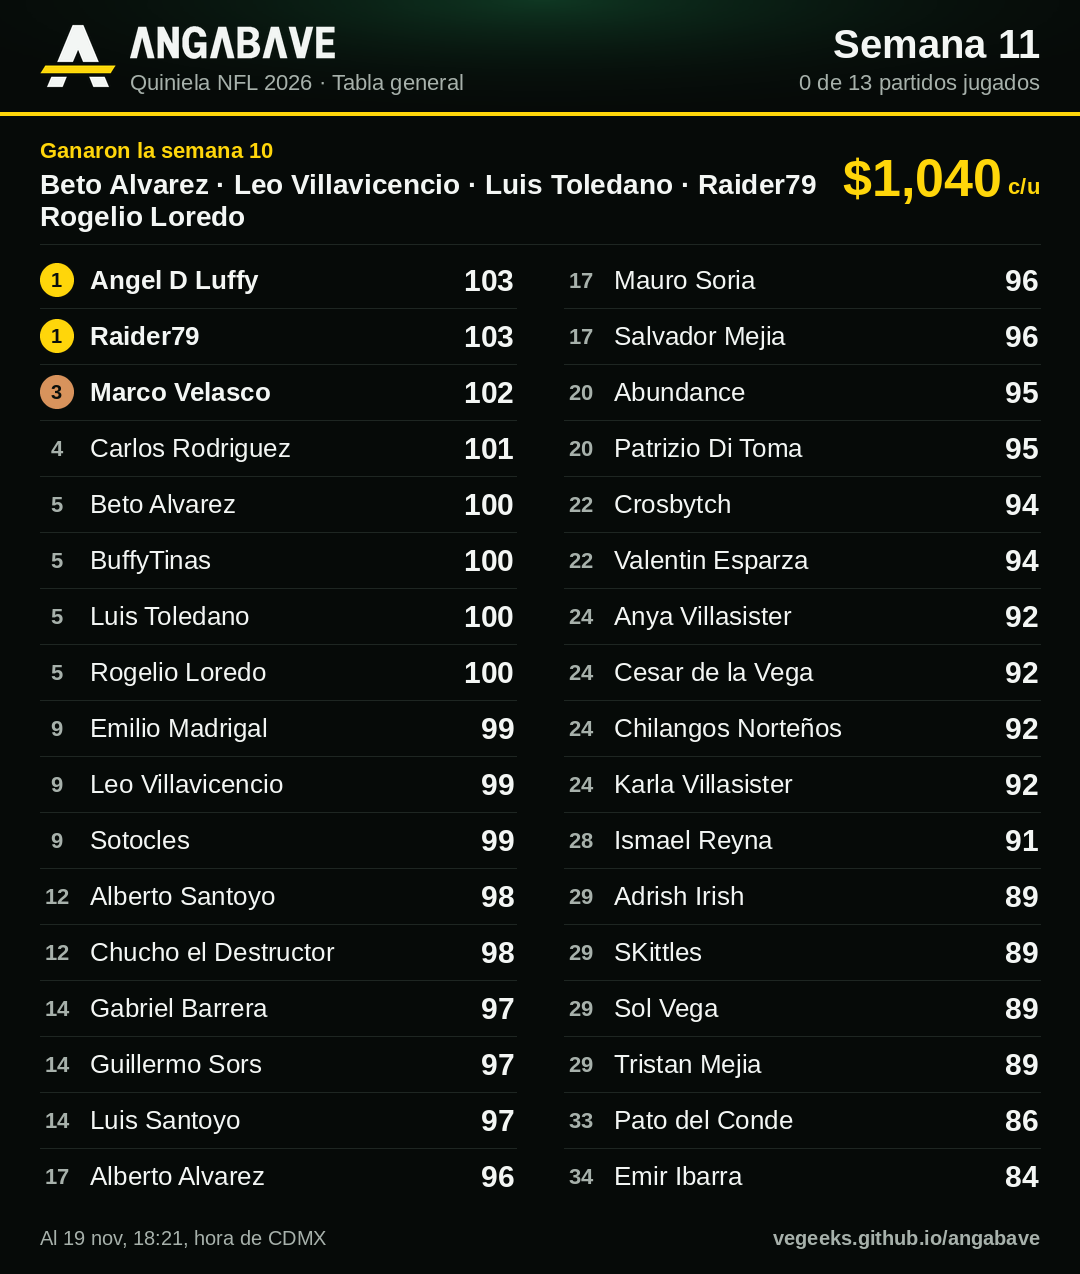 ANGABAVE
Quiniela NFL 2026 · Tabla general
Semana 11
0 de 13 partidos jugados
Ganaron la semana 10
Beto Alvarez · Leo Villavicencio · Luis Toledano · Raider79
Rogelio Loredo
$1,040 c/u
1 Angel D Luffy 103
1 Raider79 103
3 Marco Velasco 102
4 Carlos Rodriguez 101
5 Beto Alvarez 100
5 BuffyTinas 100
5 Luis Toledano 100
5 Rogelio Loredo 100
9 Emilio Madrigal 99
9 Leo Villavicencio 99
9 Sotocles 99
12 Alberto Santoyo 98
12 Chucho el Destructor 98
14 Gabriel Barrera 97
14 Guillermo Sors 97
14 Luis Santoyo 97
17 Alberto Alvarez 96
17 Mauro Soria 96
17 Salvador Mejia 96
20 Abundance 95
20 Patrizio Di Toma 95
22 Crosbytch 94
22 Valentin Esparza 94
24 Anya Villasister 92
24 Cesar de la Vega 92
24 Chilangos Norteños 92
24 Karla Villasister 92
28 Ismael Reyna 91
29 Adrish Irish 89
29 SKittles 89
29 Sol Vega 89
29 Tristan Mejia 89
33 Pato del Conde 86
34 Emir Ibarra 84
Al 19 nov, 18:21, hora de CDMX
vegeeks.github.io/angabave